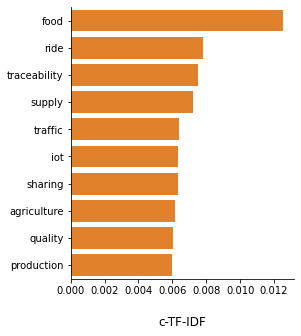 food
ride
traceability
supply
traffic
iot
sharing
agriculture
quality
production
0.000 0.002 0.004 0.006 0.008 0.010 0.012
c-TF-IDF